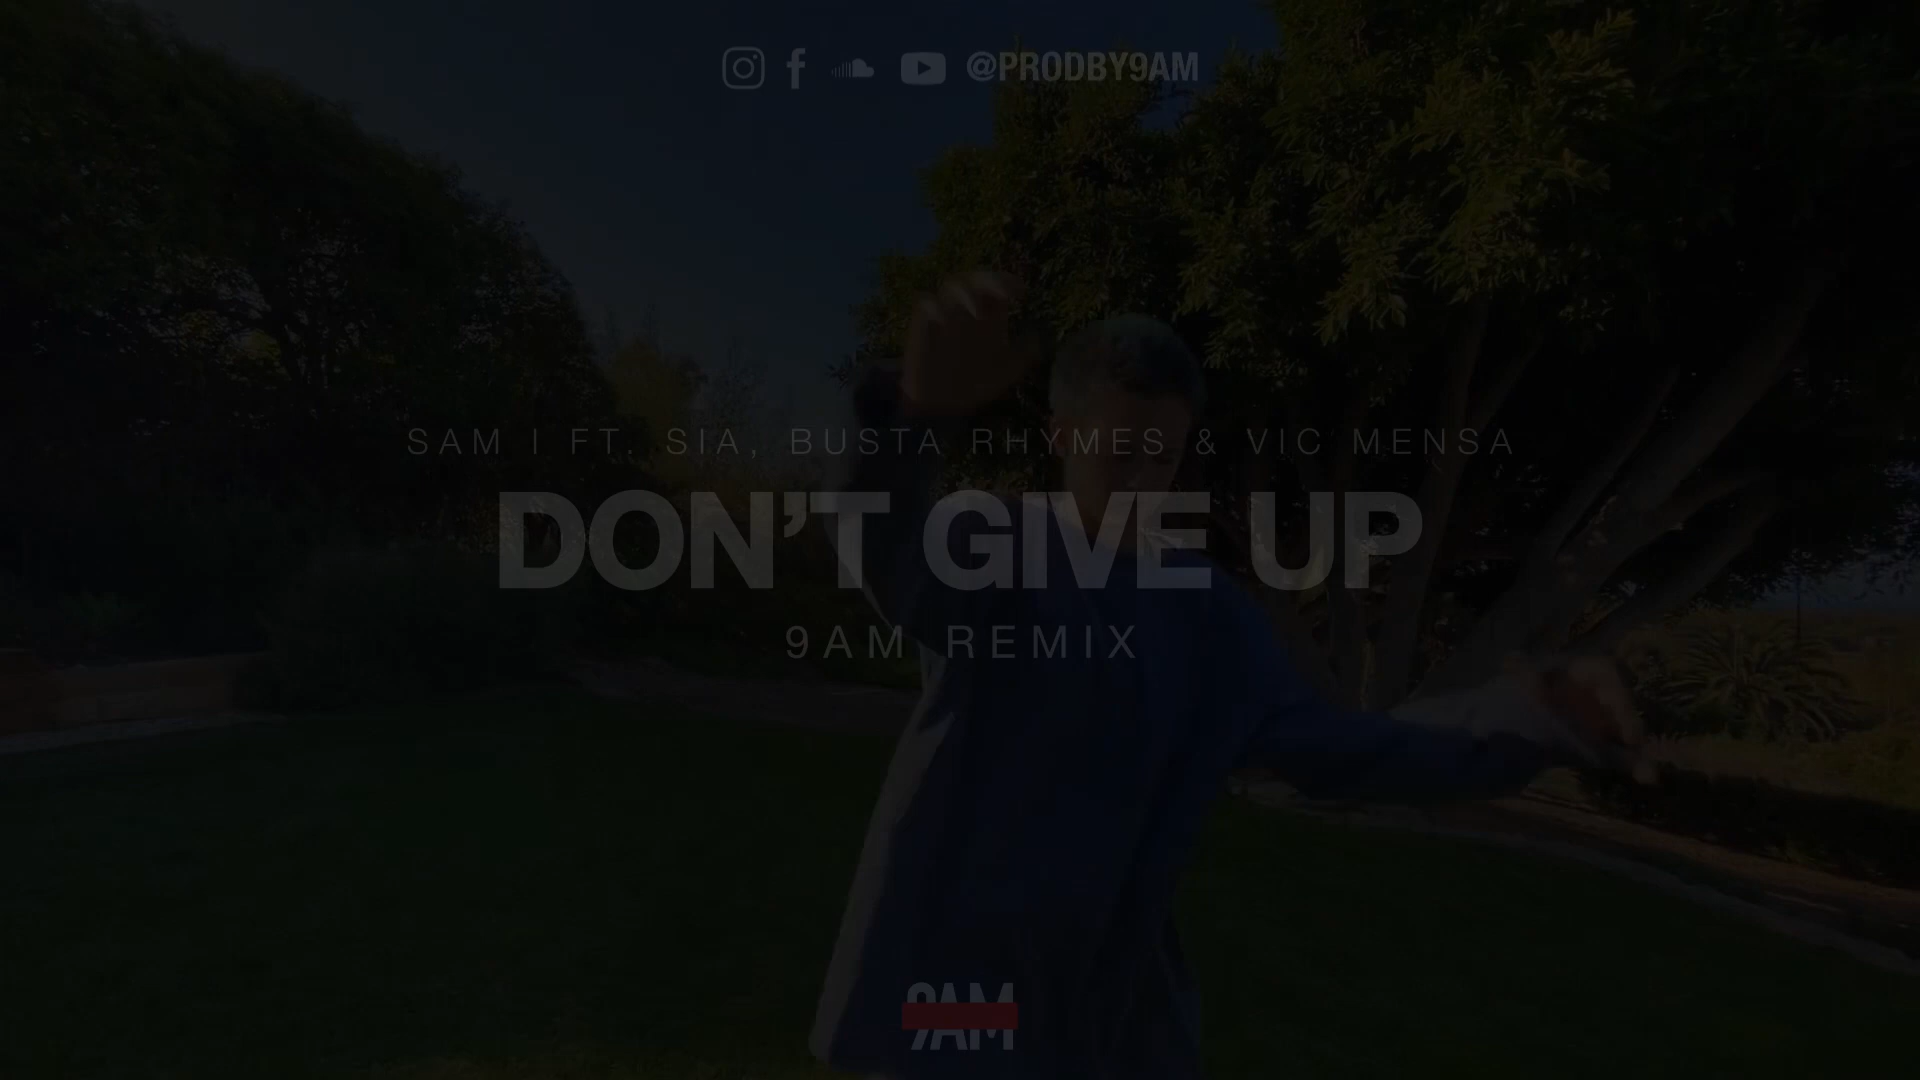 @PRODBY9AM
SAM I FT. SIA, BUSTA RHYMES & VIC MENSA
DON’T GIVE UP
9AM REMIX
9AM